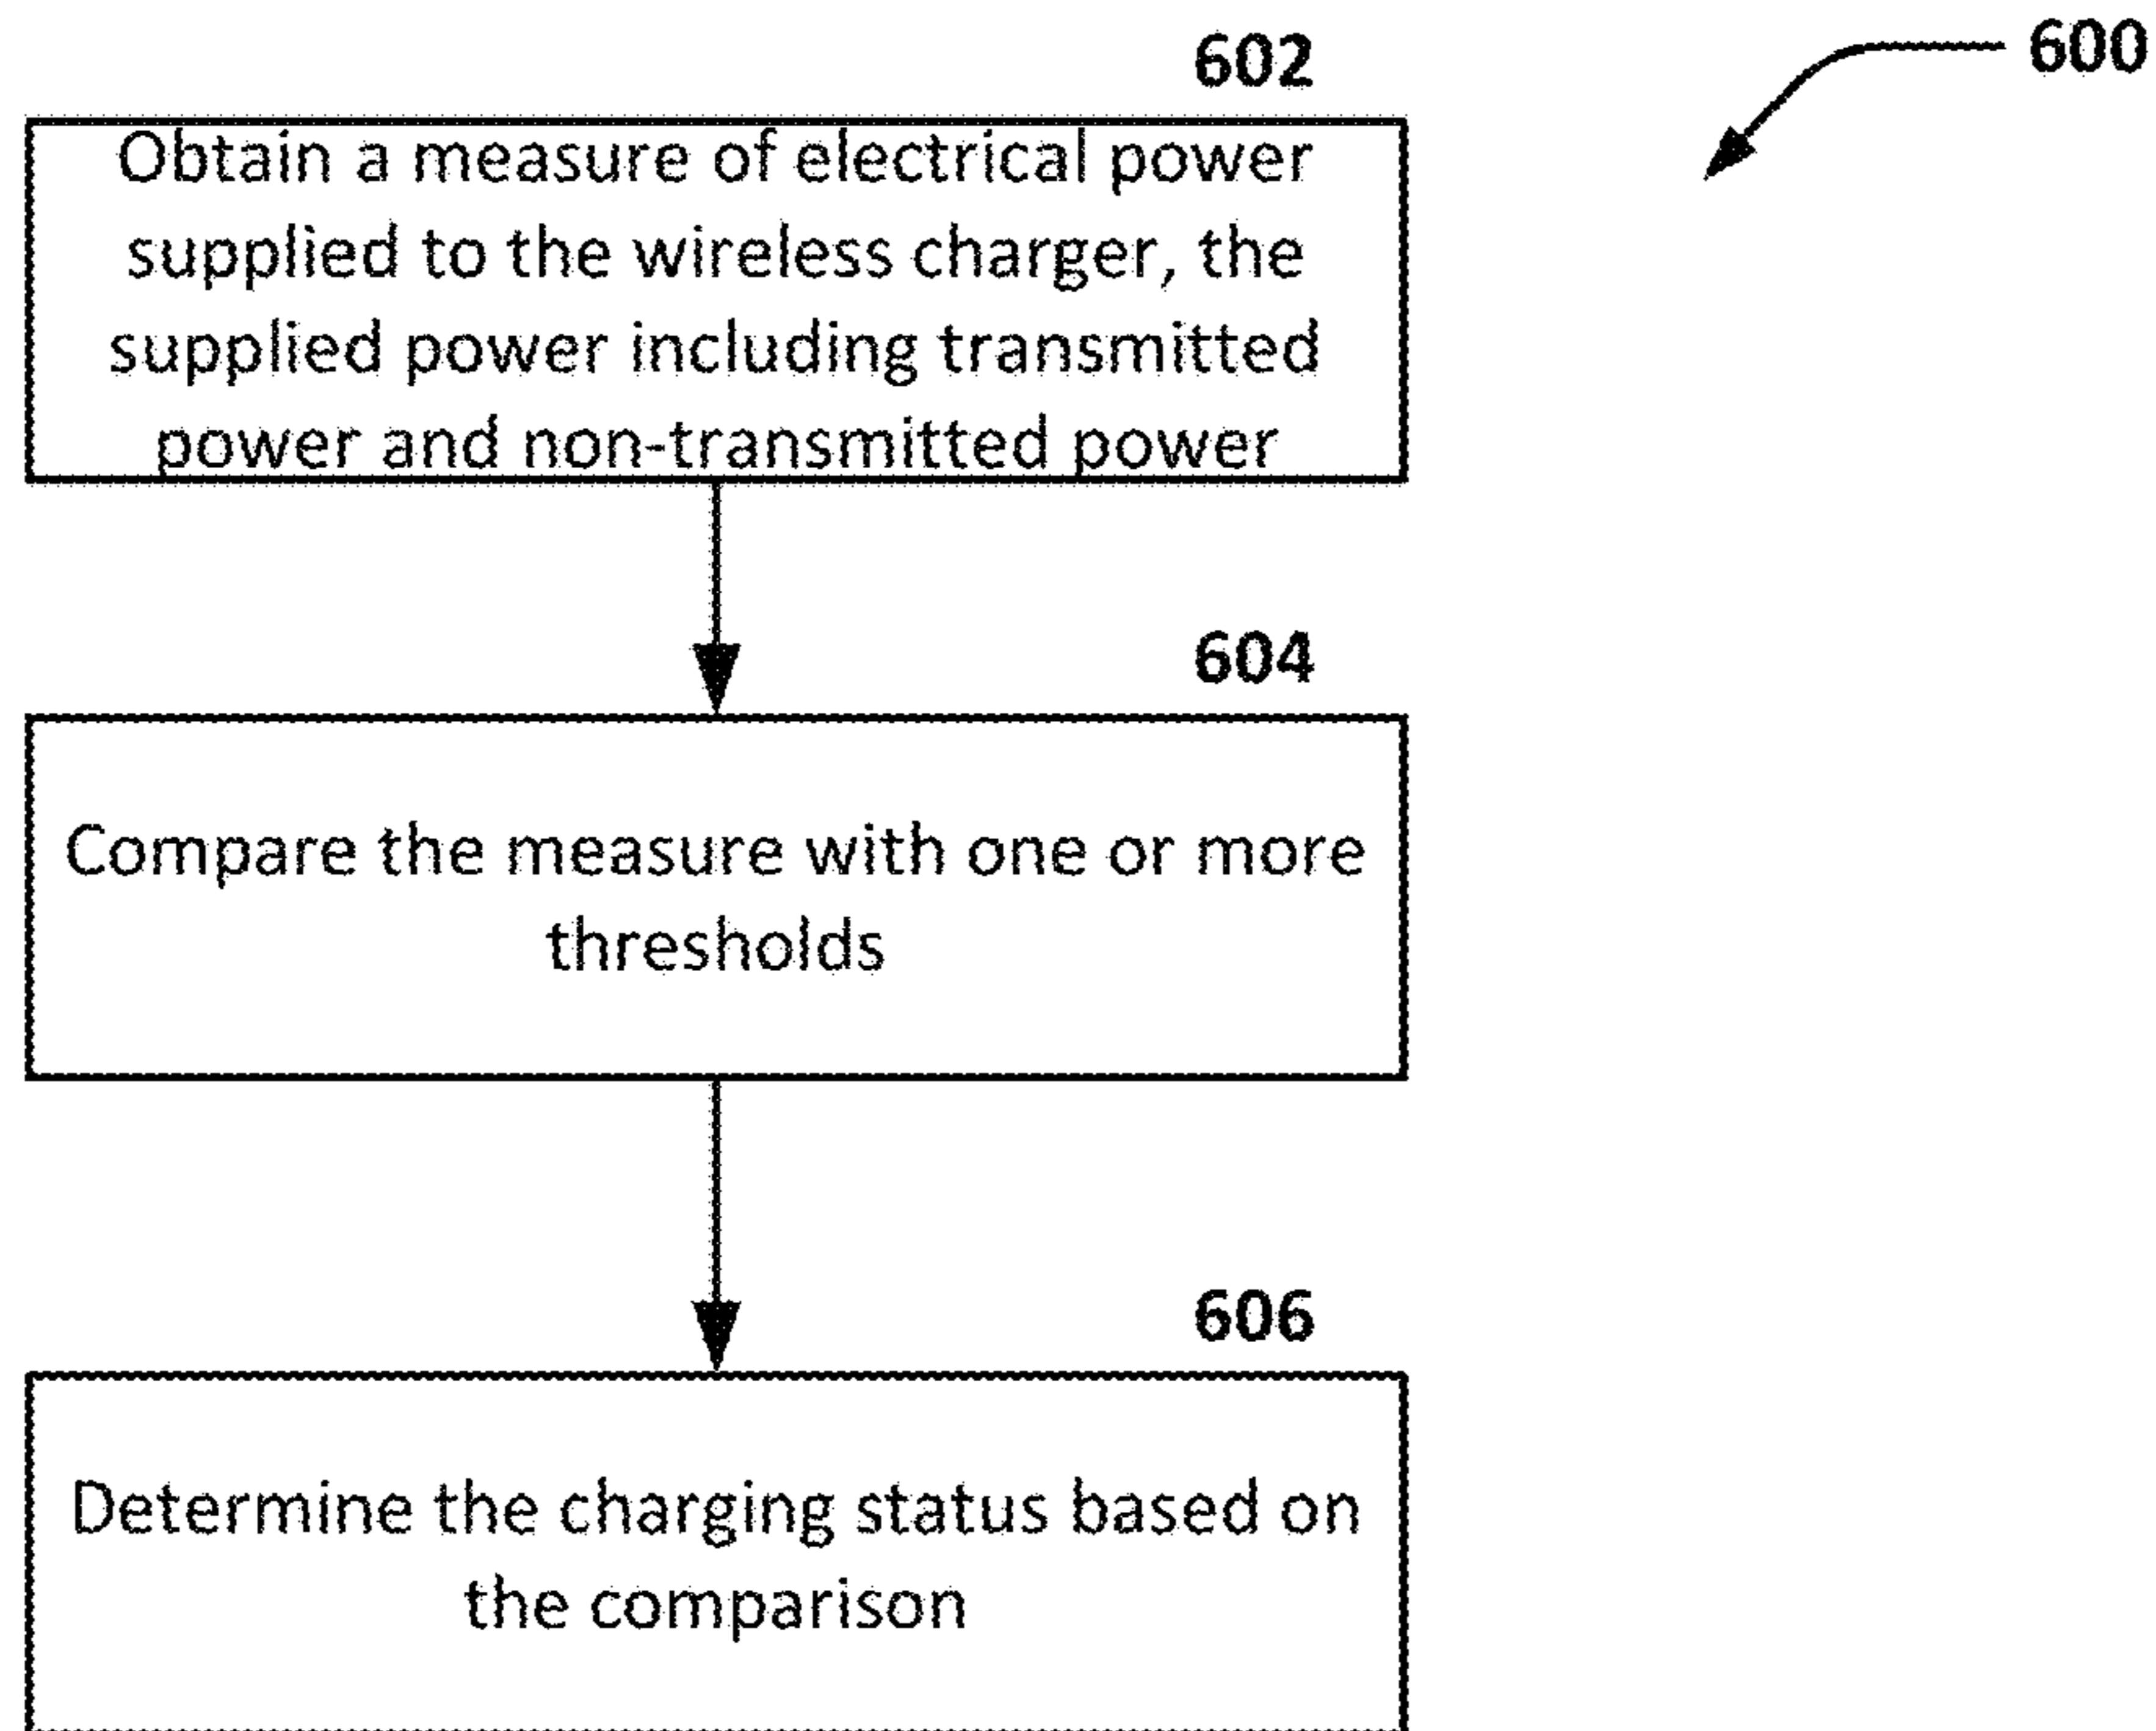 600
602
Obtain a measure of electrical power
supplied to the wireless charger, the
supplied power including transmitted
power and non-transmitted power
604
Compare the measure with one or more
thresholds
606
Determine the charging status based on
the comparison